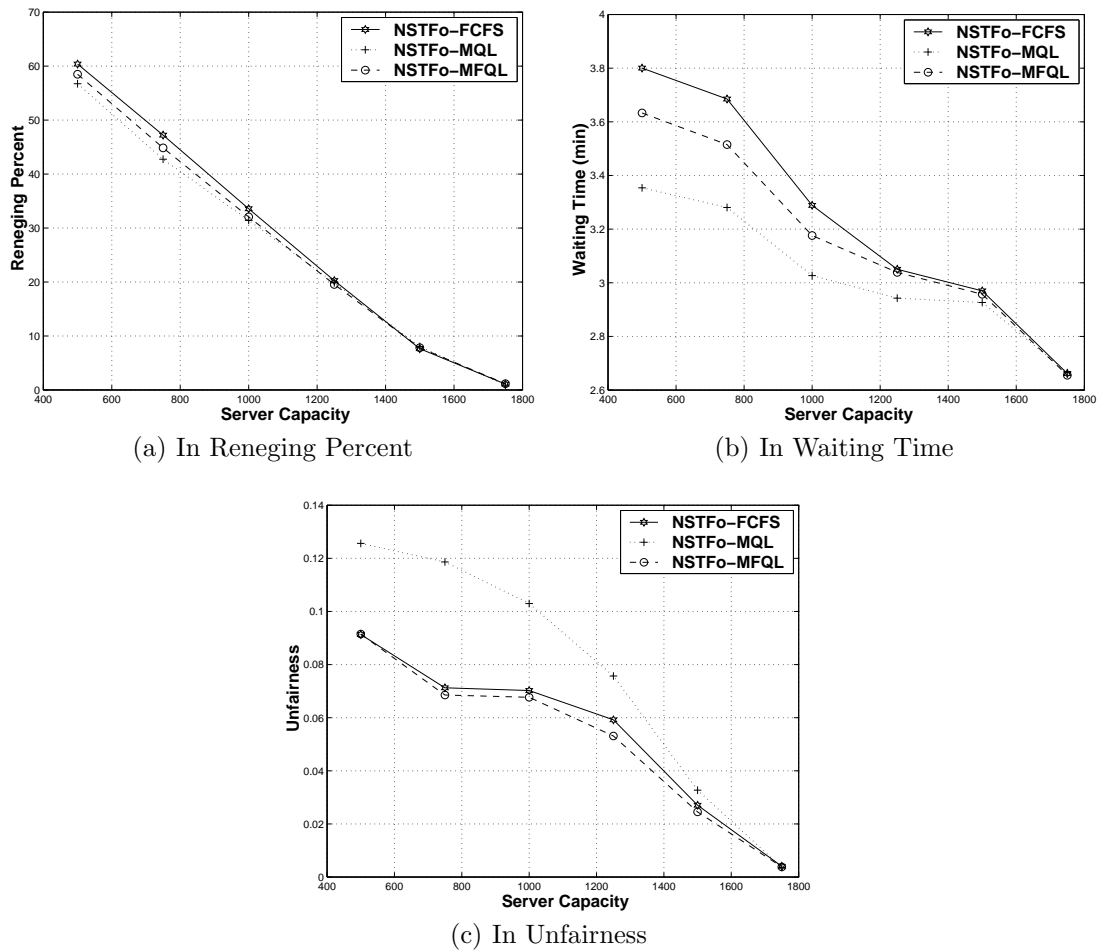 70
60
50
40
30
20
10
0
Reneging Percent
NSTFo-FCFS
NSTFo-MQL
NSTFo-MFQL
400 600 800 1000 1200 1400 1600 1800
Server Capacity
(a) In Reneging Percent
4
3.8
3.6
3.4
3.2
3
2.8
2.6
Waiting Time (min)
NSTFo-FCFS
NSTFo-MQL
NSTFo-MFQL
400 600 800 1000 1200 1400 1600 1800
Server Capacity
(b) In Waiting Time
0.14
0.12
0.1
0.08
0.06
0.04
0.02
0
Unfairness
NSTFo-FCFS
NSTFo-MQL
NSTFo-MFQL
400 600 800 1000 1200 1400 1600 1800
Server Capacity
(c) In Unfairness